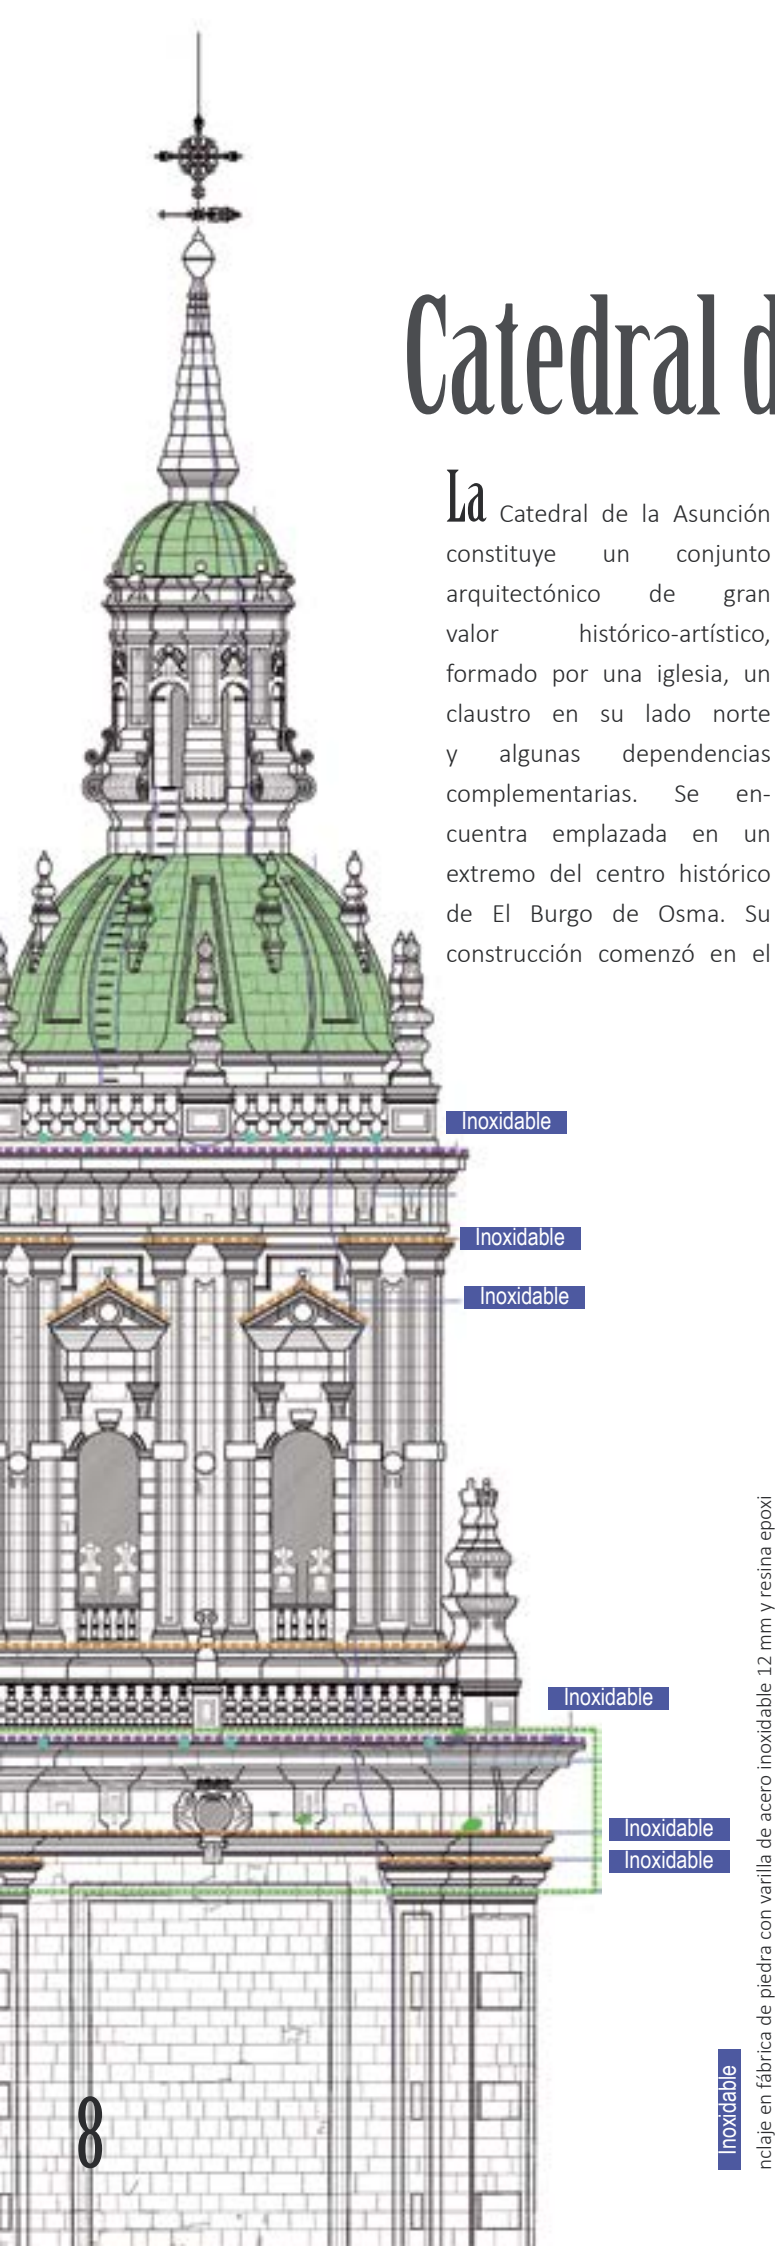 Catedral d
La Catedral de la Asunción
constituye un conjunto
arquitectónico de gran
valor histórico-artístico,
formado por una iglesia, un
claustro en su lado norte
y algunas dependencias
complementarias. Se en-
cuentra emplazada en un
extremo del centro histórico
de El Burgo de Osma. Su
construcción comenzó en el
Inoxidable
Inoxidable
Inoxidable
Inoxidable
Inoxidable
Inoxidable
Inoxidable
nclaje en fábrica de piedra con varilla de acero inoxidable 12 mm y resina epoxi
8